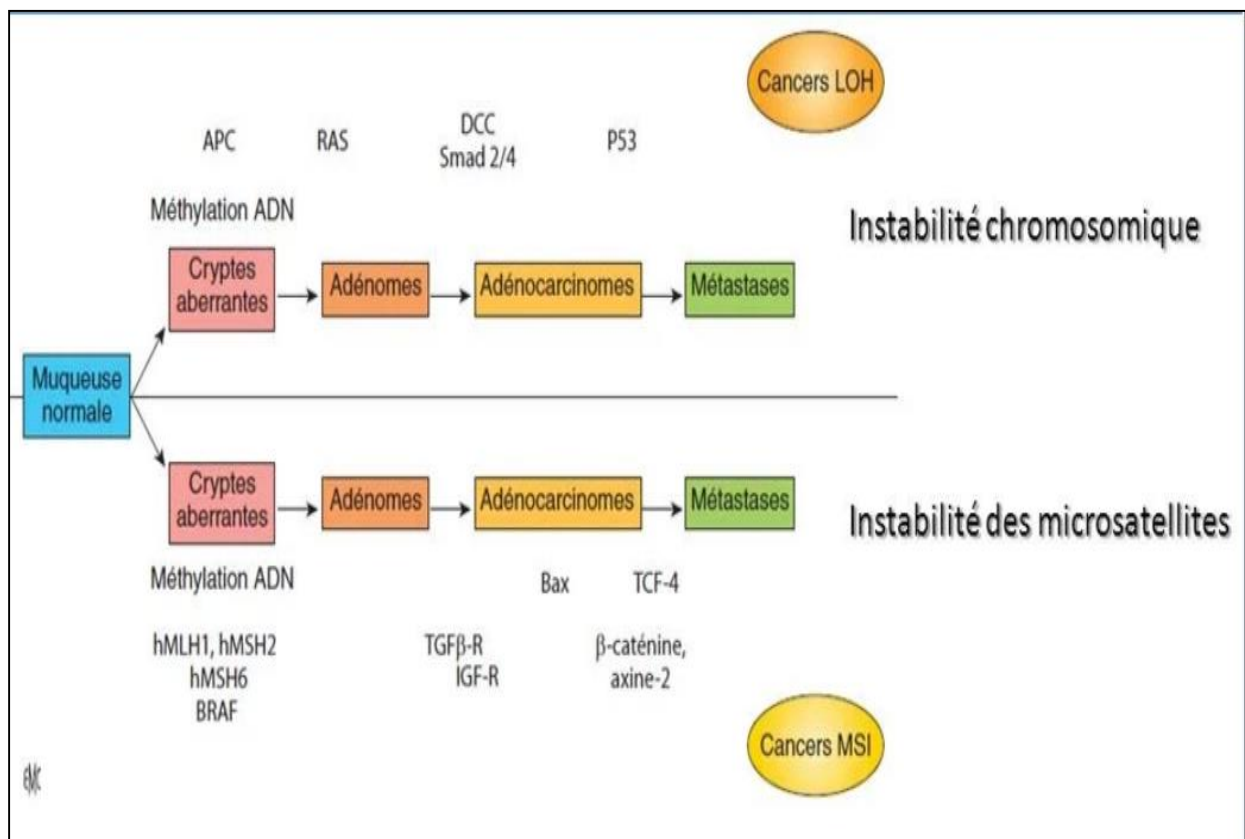 Cancers LOH
APC
RAS
DCC
Smad 2/4
P53
Méthylation ADN
Instabilité chromosomique
Cryptes
aberrantes
Adénomes
Adénocarcinomes
Métastases
Muqueuse
normale
Cryptes
aberrantes
Adénomes
Adénocarcinomes
Métastases
Instabilité des microsatellites
Méthylation ADN
Bax
TCF-4
hMLH1, hMSH2
hMSH6
BRAF
TGFβ-R
IGF-R
β-caténine,
axine-2
Cancers MSI
EMC